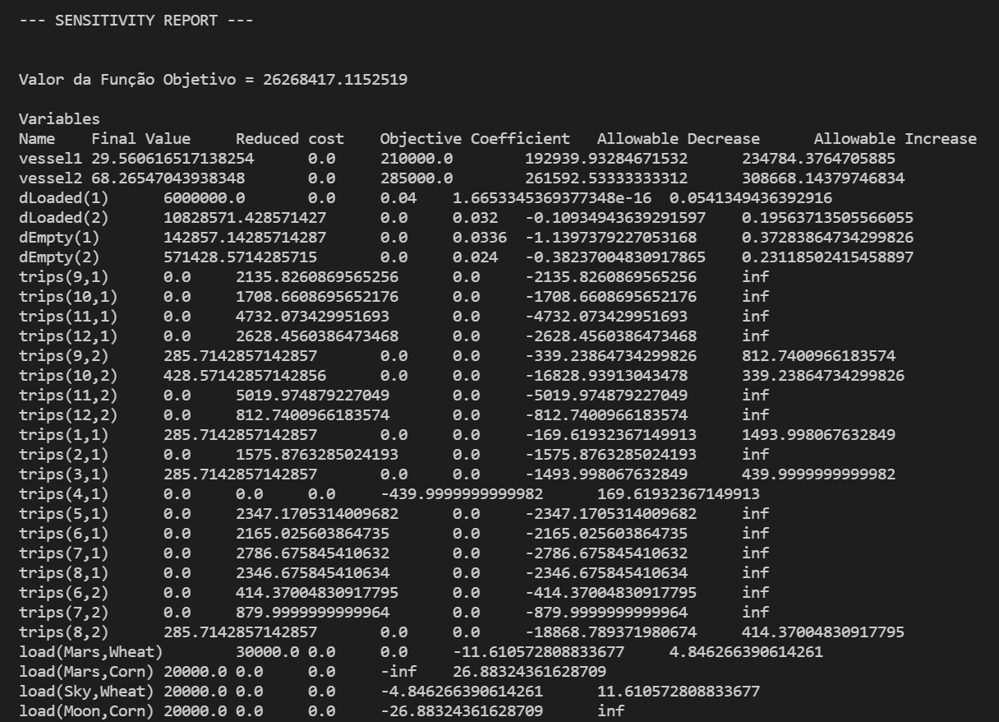 --- SENSITIVITY REPORT ---
Valor da Função Objetivo = 26268417.1152519
Variables
Name Final Value Reduced cost Objective Coefficient Allowable Decrease Allowable Increase
vessel1 29.560616517138254 0.0 210000.0 192939.93284671532 234784.3764705885
vessel2 68.26547043938348 0.0 285000.0 261592.53333333312 308668.14379746834
dLoaded(1) 6000000.0 0.0 0.04 1.6653345369377348e-16 0.0541349436392916
dLoaded(2) 10828571.428571427 0.0 0.032 -0.10934943639291597 0.19563713505566055
dEmpty(1) 142857.14285714287 0.0 0.0336 -1.1397379227053168 0.37283864734299826
dEmpty(2) 571428.5714285715 0.0 0.024 -0.38237004830917865 0.23118502415458897
trips(9,1) 0.0 2135.8260869565256 0.0 -2135.8260869565256 inf
trips(10,1) 0.0 1708.6608695652176 0.0 -1708.6608695652176 inf
trips(11,1) 0.0 4732.073429951693 0.0 -4732.073429951693 inf
trips(12,1) 0.0 2628.4560386473468 0.0 -2628.4560386473468 inf
trips(9,2) 285.7142857142857 0.0 0.0 -339.23864734299826 812.7400966183574
trips(10,2) 428.57142857142856 0.0 0.0 -16828.93913043478 339.23864734299826
trips(11,2) 0.0 5019.974879227049 0.0 -5019.974879227049 inf
trips(12,2) 0.0 812.7400966183574 0.0 -812.7400966183574 inf
trips(1,1) 285.7142857142857 0.0 0.0 -169.61932367149913 1493.998067632849
trips(2,1) 0.0 1575.8763285024193 0.0 -1575.8763285024193 inf
trips(3,1) 285.7142857142857 0.0 0.0 -1493.998067632849 439.9999999999982
trips(4,1) 0.0 0.0 0.0 -439.9999999999982 169.61932367149913
trips(5,1) 0.0 2347.1705314009682 0.0 -2347.1705314009682 inf
trips(6,1) 0.0 2165.025603864735 0.0 -2165.025603864735 inf
trips(7,1) 0.0 2786.675845410632 0.0 -2786.675845410632 inf
trips(8,1) 0.0 2346.675845410634 0.0 -2346.675845410634 inf
trips(6,2) 0.0 414.37004830917795 0.0 -414.37004830917795 inf
trips(7,2) 0.0 879.9999999999964 0.0 -879.9999999999964 inf
trips(8,2) 285.7142857142857 0.0 0.0 -18868.789371980674 414.37004830917795
load(Mars,Wheat) 30000.0 0.0 0.0 -11.610572808833677 4.846266390614261
load(Mars,Corn) 20000.0 0.0 0.0 -inf 26.88324361628709
load(Sky,Wheat) 20000.0 0.0 0.0 -4.846266390614261 11.610572808833677
load(Moon,Corn) 20000.0 0.0 0.0 -26.88324361628709 inf